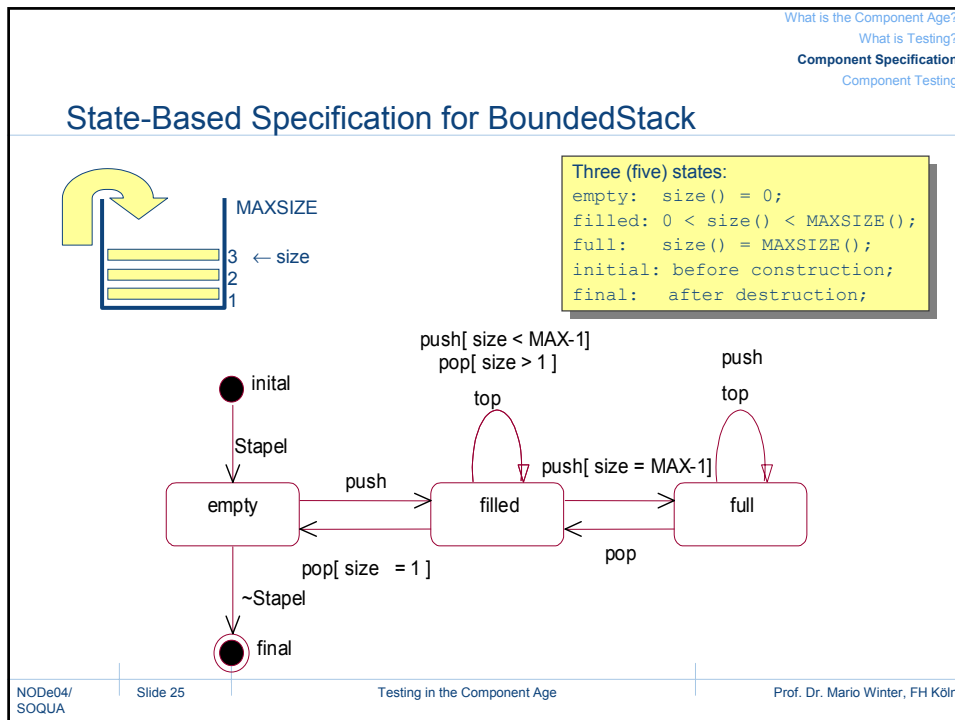 What is the Component Age?
What is Testing?
Component Specification
Component Testing
State-Based Specification for BoundedStack
MAXSIZE
3 ← size
2
1
Three (five) states:
empty: size() = 0;
filled: 0 < size() < MAXSIZE();
full: size() = MAXSIZE();
initial: before construction;
final: after destruction;
push[ size < MAX-1]
pop[ size > 1 ]
top
push
top
inital
Stapel
push
push[ size = MAX-1]
empty
filled
full
pop[ size = 1 ]
pop
~Stapel
final
NODe04/
SOQUA
Slide 25
Testing in the Component Age
Prof. Dr. Mario Winter, FH Köln